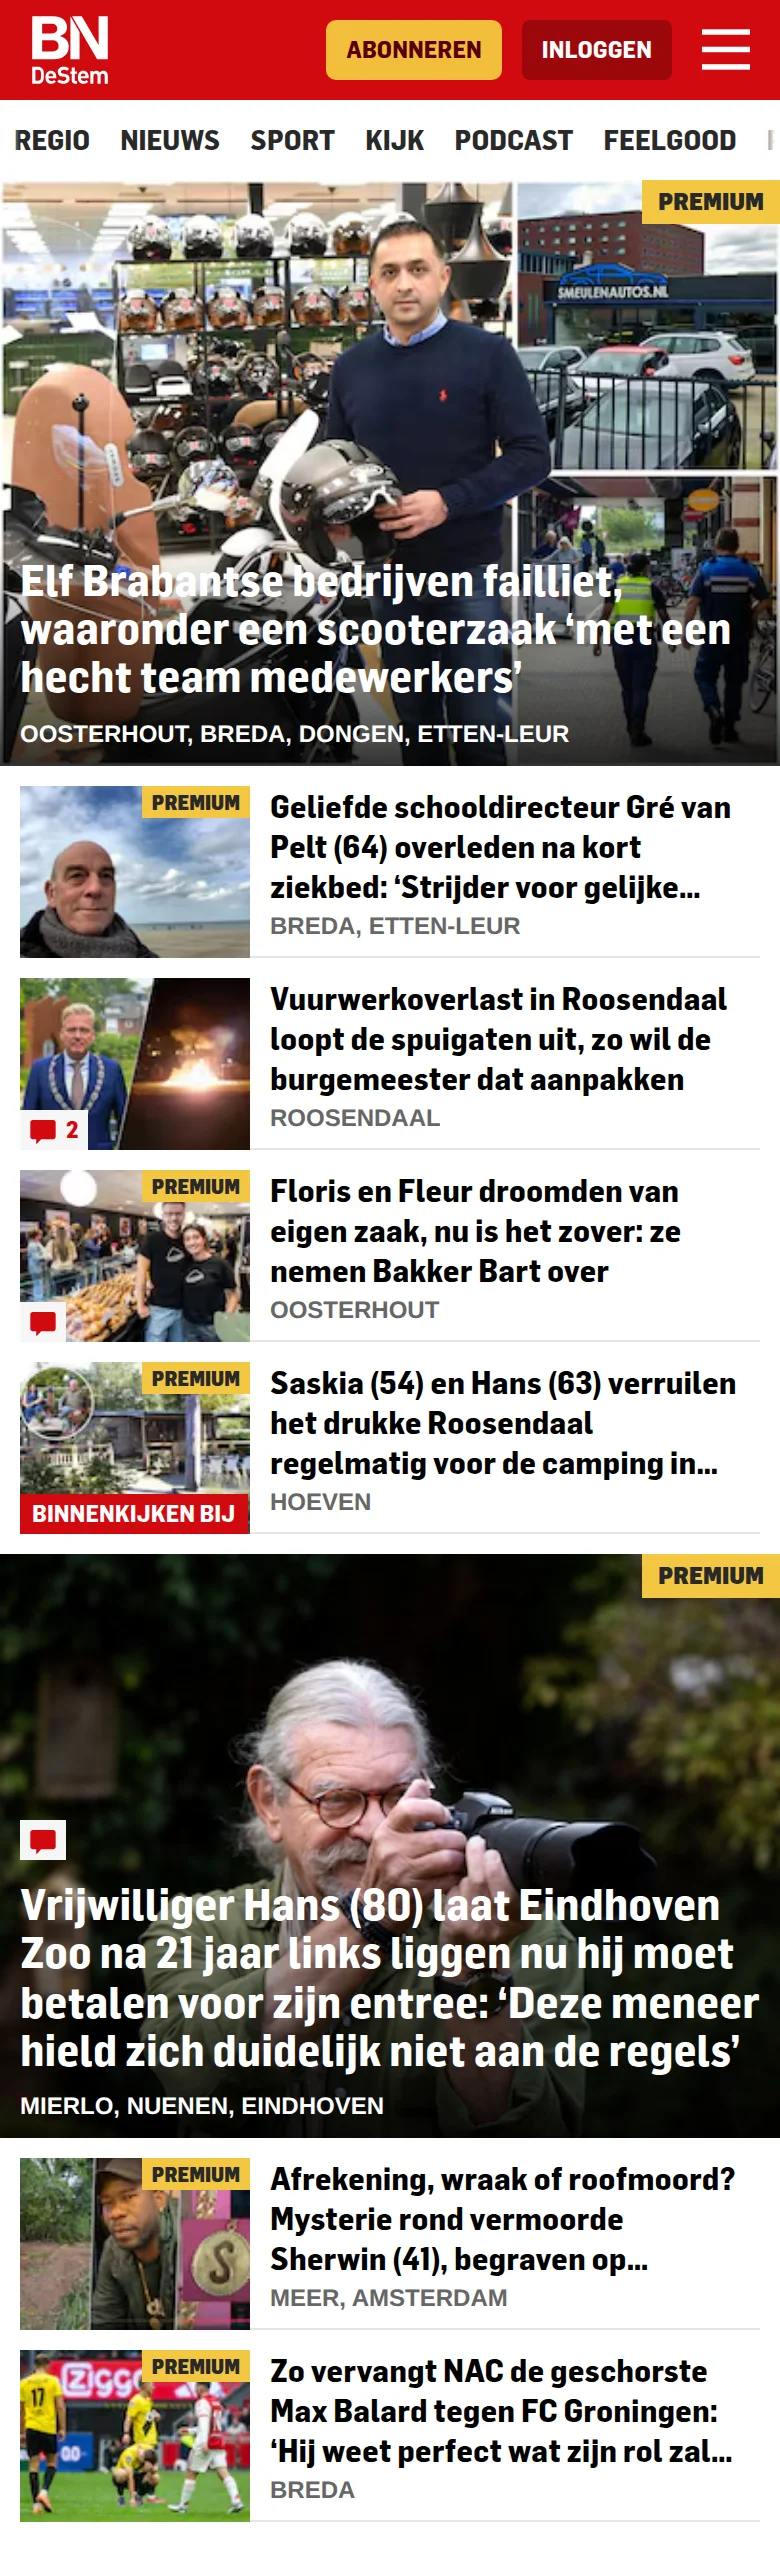 BN
DeStem
ABONNEREN
INLOGGEN
REGIO NIEUWS SPORT KIJK PODCAST FEELGOOD
PREMIUM
SMEULENAUTOS.NL
Elf Brabantse bedrijven failliet,
waaronder een scooterzaak ‘met een
hecht team medewerkers’
OOSTERHOUT, BREDA, DONGEN, ETTEN-LEUR
PREMIUM
Geliefde schooldirecteur Gré van
Pelt (64) overleden na kort
ziekbed: ‘Strijder voor gelijke...
BREDA, ETTEN-LEUR
Vuurwerkoverlast in Roosendaal
loopt de spuigaten uit, zo wil de
burgemeester dat aanpakken
2
ROOSENDAAL
PREMIUM
Floris en Fleur droomden van
eigen zaak, nu is het zover: ze
nemen Bakker Bart over
OOSTERHOUT
PREMIUM
Saskia (54) en Hans (63) verruilen
het drukke Roosendaal
regelmatig voor de camping in...
BINNENKIJKEN BIJ
HOEVEN
PREMIUM
Vrijwilliger Hans (80) laat Eindhoven
Zoo na 21 jaar links liggen nu hij moet
betalen voor zijn entree: ‘Deze meneer
hield zich duidelijk niet aan de regels’
MIERLO, NUENEN, EINDHOVEN
PREMIUM
Afrekening, wraak of roofmoord?
Mysterie rond vermoorde
Sherwin (41), begraven op...
S
MEER, AMSTERDAM
PREMIUM
Zo vervangt NAC de geschorste
Max Balard tegen FC Groningen:
‘Hij weet perfect wat zijn rol zal...
Ziggo
17
BREDA